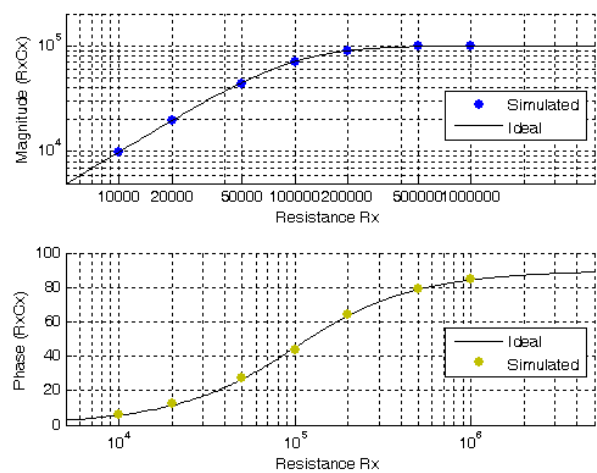 10^5
10^4
Magnitude (RxCx)
Simulated
Ideal
10000 20000 50000 100000 200000 500000 1000000
Resistance Rx
100
80
60
40
20
0
Phase (RxCx)
Ideal
Simulated
10^4 10^5 10^6
Resistance Rx